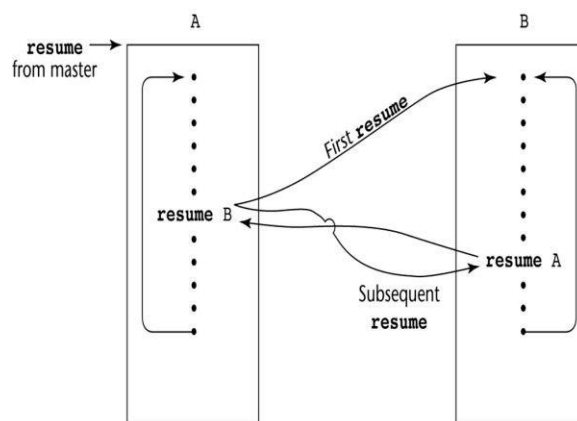 A
B
resume
from master
First resume
resume B
resume A
Subsequent
resume